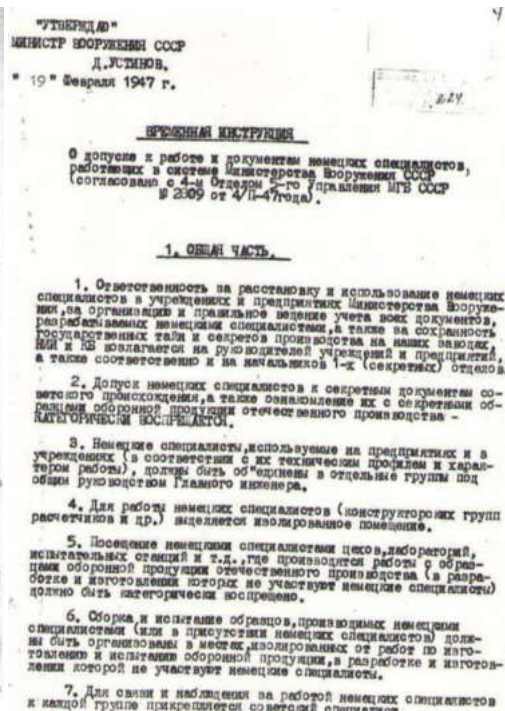 4
"УТВЕРЖДАЮ"
МИНИСТР ВООРУЖЕНИЯ СССР
Д.УСТИНОВ.
" 19 " Февраля 1947 г.
224.
ВРЕМЕННАЯ ИНСТРУКЦИЯ
О допуске к работе и документам немецких специалистов,
работающих в системе Министерства Вооружения СССР
(согласовано с 4-м Отделом 5-го Управления МГБ СССР
№ 2809 от 4/П-47года).
1. ОБЩАЯ ЧАСТЬ.
1. Ответственность за расстановку и использование немецких
специалистов в учреждениях и предприятиях Министерства Вооруже-
ния,за организацию и правильное ведение учета всех документов,
разрабатываемых немецкими специалистами,а также за сохранность
государственных тайн и секретов производства на наших заводах,
НИИ и КБ возлагается на руководителей учреждений и предприятий,
а также соответственно и на начальников 1-х (секретных) отделов
2. Допуск немецких специалистов к секретным документам со-
ветского происхождения,а также ознакомление их с секретными об-
разцами оборонной продукции отечественного производства -
КАТЕГОРИЧЕСКИ ВОСПРЕЩАЕТСЯ.
3. Немецкие специалисты,используемые на предприятиях и в
учреждениях (в соответствии с их техническим профилем и харак-
тером работы), должны быть об"единены в отдельные группы под
общим руководством Главного инженера.
4. Для работы немецких специалистов (конструкторских групп
расчетчиков и др.) выделяется изолированное помещение.
5. Посещение немецкими специалистами цехов,лабораторий,
испытательных станций и т.д.,где производятся работы с образ-
цами оборонной продукции отечественного производства (в разра-
ботке и изготовлении которых не участвуют немецкие специалисты)
должно быть категорически воспрещено.
6. Сборка и испытание образцов,производимых немецкими
специалистами (или в присутствии немецких специалистов) долж-
ны быть организованы в местах,изолированных от работ по изго-
товлению и испытанию оборонной продукции,в разработке и изготов-
лении которой не участвуют немецкие специалисты.
7. Для связи и наблюдения за работой немецких специалистов
к каждой группе прикрепляется советский специалист